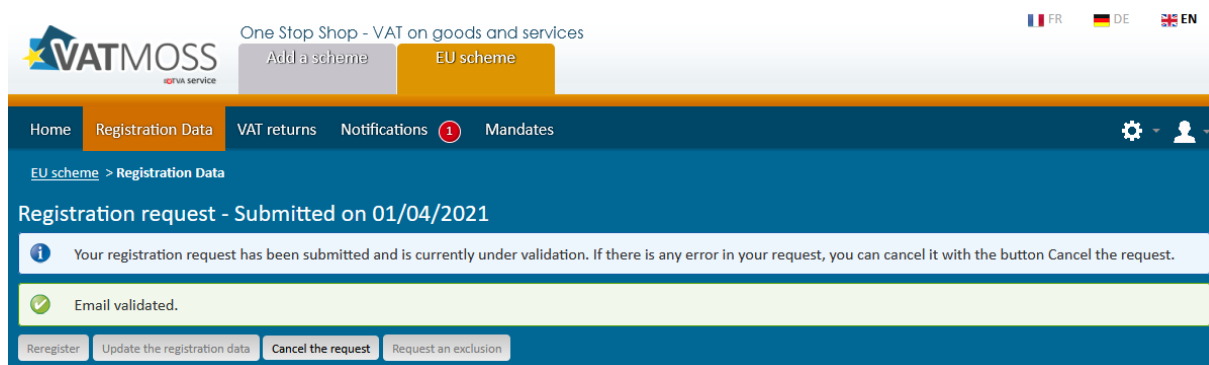 FR DE EN
VATMOSS
eTVA service
One Stop Shop - VAT on goods and services
Add a scheme EU scheme
Home Registration Data VAT returns Notifications 1 Mandates
EU scheme > Registration Data
Registration request - Submitted on 01/04/2021
Your registration request has been submitted and is currently under validation. If there is any error in your request, you can cancel it with the button Cancel the request.
Email validated.
Reregister Update the registration data Cancel the request Request an exclusion